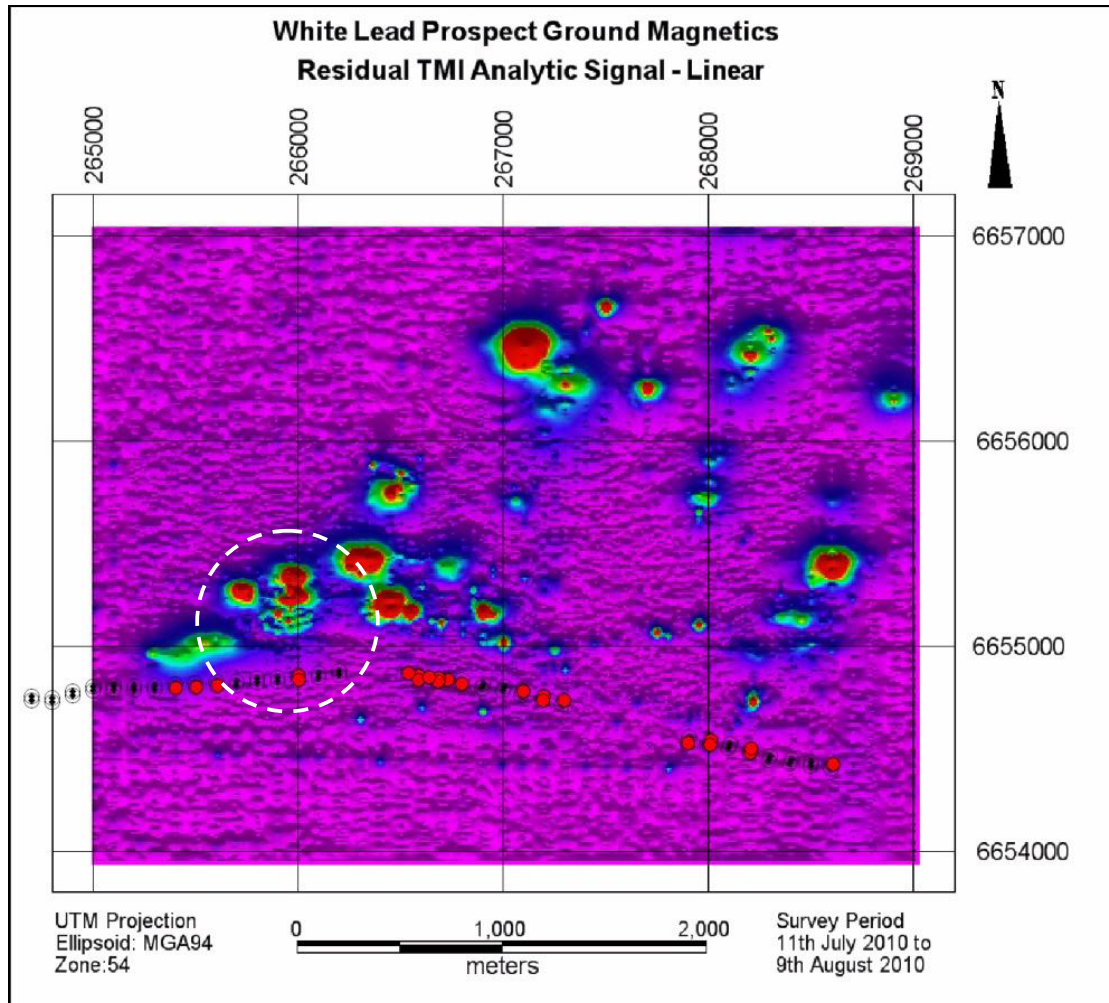 White Lead Prospect Ground Magnetics
Residual TMI Analytic Signal - Linear
N
265000
266000
267000
268000
269000
6657000
6656000
6655000
6654000
UTM Projection
Ellipsoid: MGA94
Zone:54
0 1,000 2,000
meters
Survey Period
11th July 2010 to
9th August 2010